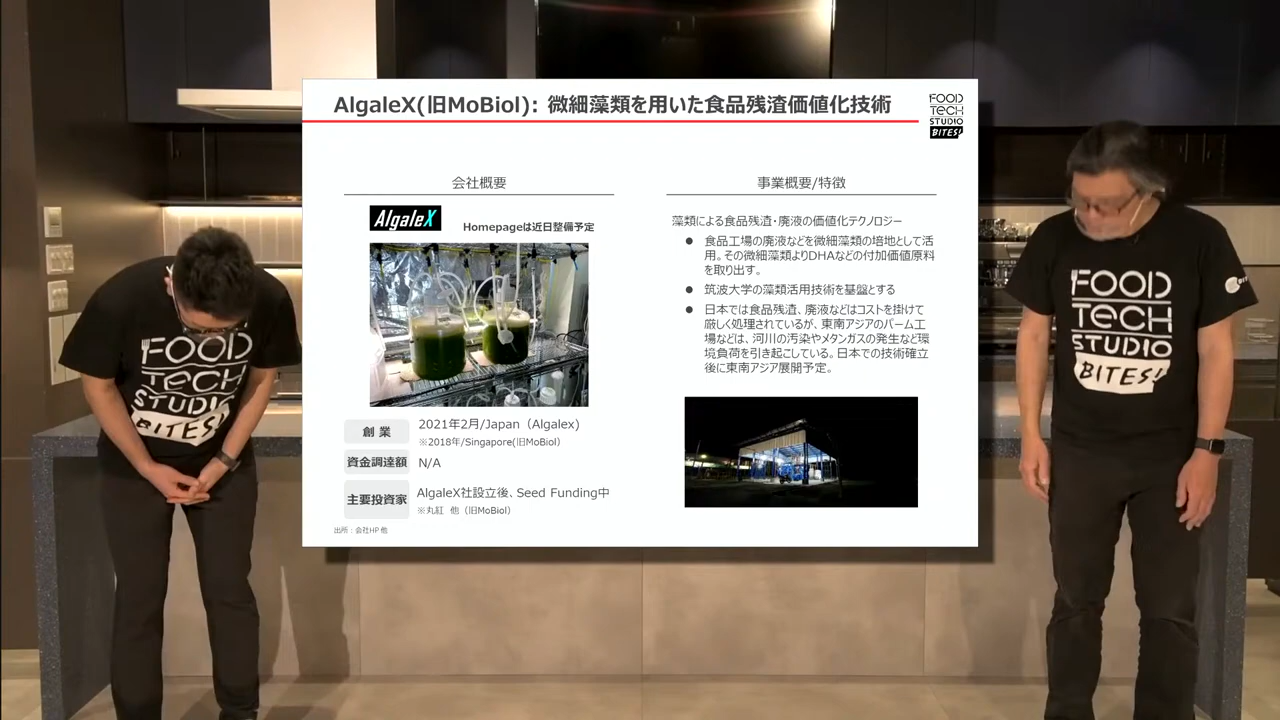 AlgaleX(旧MoBiol): 微細藻類を用いた食品残渣価値化技術
FOOD
TECH
STUDIO
BITES!
会社概要
AlgaleX
Homepageは近日整備予定
創業
2021年2月/Japan（Algalex)
※2018年/Singapore(旧MoBiol）
資金調達額
N/A
主要投資家
AlgaleX社設立後、Seed Funding中
※丸紅 他（旧MoBiol）
出所：会社HP 他
事業概要/特徴
藻類による食品残渣・廃液の価値化テクノロジー
● 食品工場の廃液などを微細藻類の培地として活
用。その微細藻類よりDHAなどの付加価値原料
を取り出す。
● 筑波大学の藻類活用技術を基盤とする
● 日本では食品残渣、廃液などはコストを掛けて
厳しく処理されているが、東南アジアのパーム工
場などは、河川の汚染やメタンガスの発生など環
境負荷を引き起こしている。日本での技術確立
後に東南アジア展開予定。
FOOD
TECH
STUDIO
BITES!
FOOD
TECH
STUDIO
BITES!